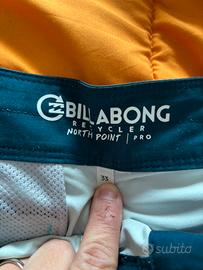 BILLABONG
RECYCLER
NORTH POINT | PRO
33
subito